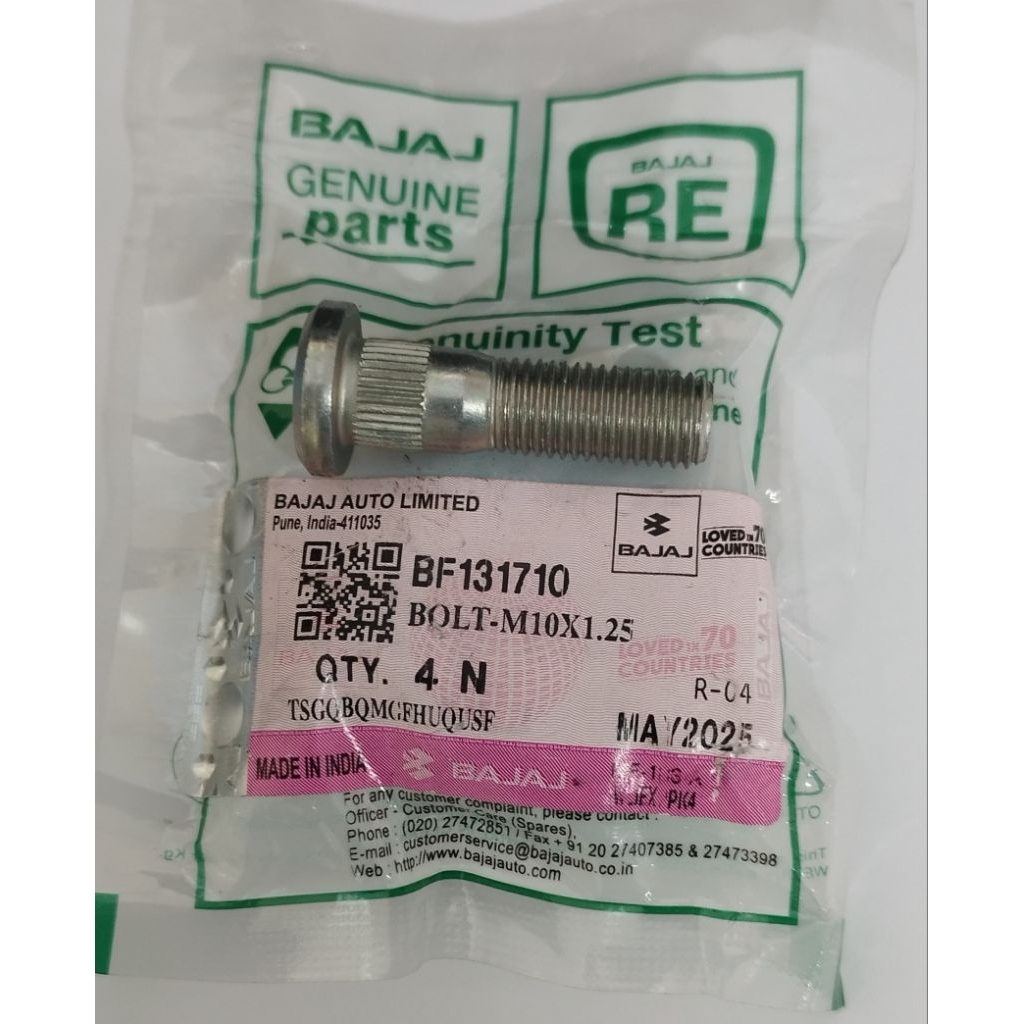 BAJAJ
GENUINE
parts
BAJAJ
RE
Genuinity Test
and
ne
BAJAJ AUTO LIMITED
Pune, India-411035
BAJAJ
LOVED IN 70
COUNTRIES
BF131710
BOLT-M10X1.25
LOVED IN 70
COUNTRIES
QTY. 4 N
R-04
TSGQBQMGFHUQUSF
MAY2025
MADE IN INDIA
BAJAJ
PK4
For any customer complaint, please contact :
Officer - Customer Care (Spares),
Phone : (020) 27472851 / Fax + 91 20 27407385 & 27473398
E-mail : customerservice@bajajauto.co.in
Web : http://www.bajajauto.com